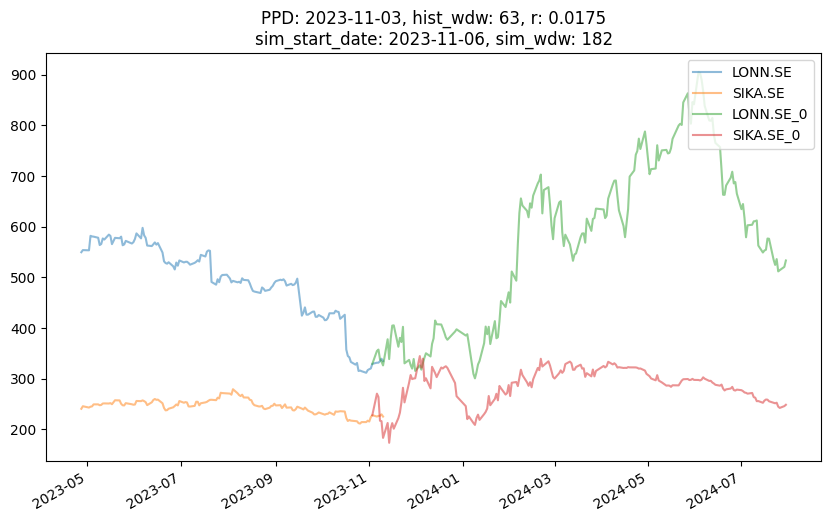 PPD: 2023-11-03, hist_wdw: 63, r: 0.0175
sim_start_date: 2023-11-06, sim_wdw: 182
900
800
700
600
500
400
300
200
LONN.SE
SIKA.SE
LONN.SE_0
SIKA.SE_0
2023-05
2023-07
2023-09
2023-11
2024-01
2024-03
2024-05
2024-07